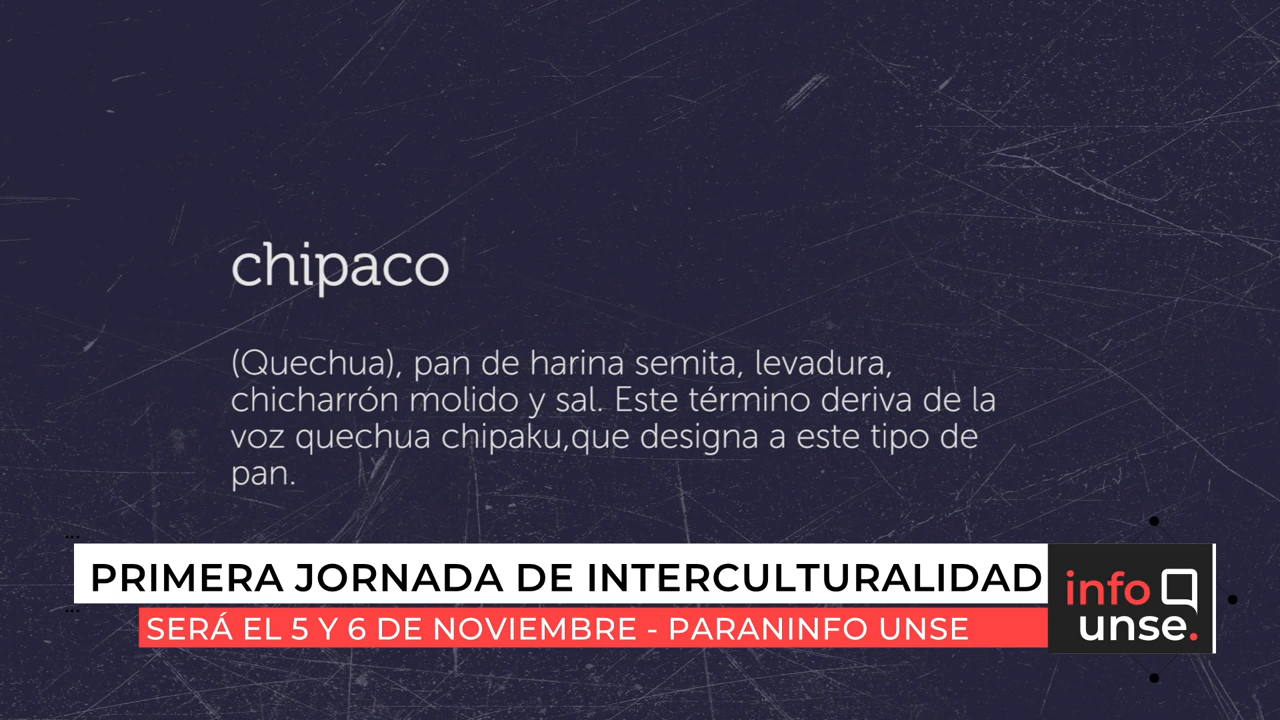 chipaco
(Quechua), pan de harina semita, levadura,
chicharrón molido y sal. Este término deriva de la
voz quechua chipaku,que designa a este tipo de
pan.
PRIMERA JORNADA DE INTERCULTURALIDAD
SERÁ EL 5 Y 6 DE NOVIEMBRE - PARANINFO UNSE
info
unse.